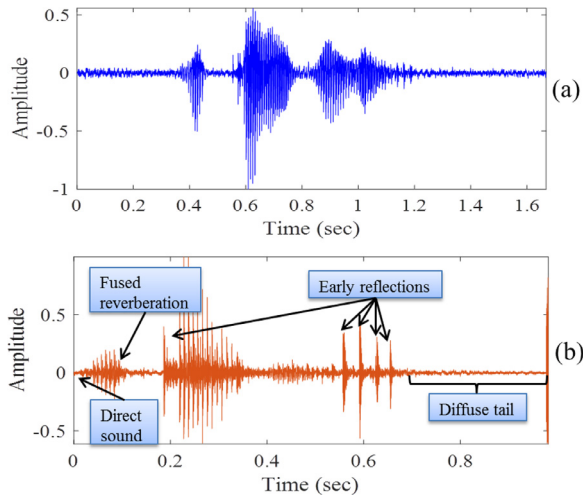 0.5
0
-0.5
-1
Amplitude
0 0.2 0.4 0.6 0.8 1 1.2 1.4 1.6
Time (sec)
(a)
Fused
reverberation
Early reflections
0.5
0
-0.5
Amplitude
(b)
Direct
sound
Diffuse tail
0 0.2 0.4 0.6 0.8
Time (sec)